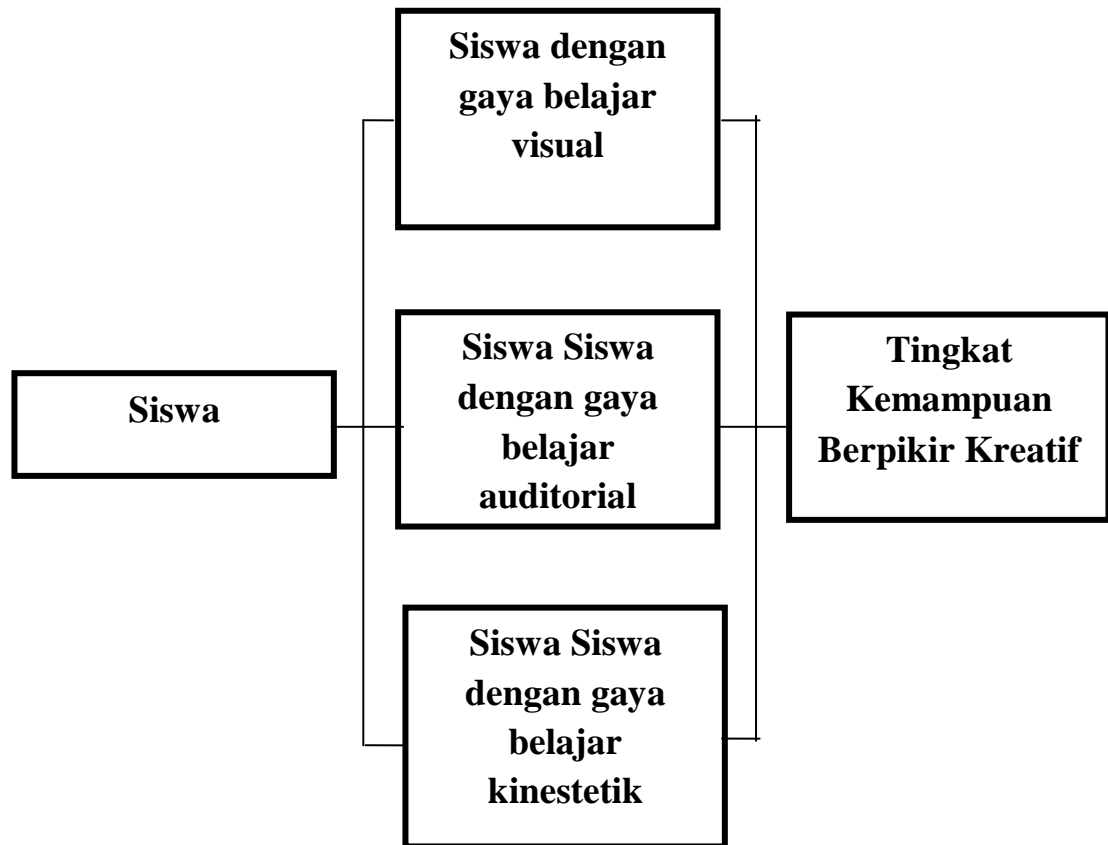 Siswa
Siswa dengan
gaya belajar
visual
Siswa Siswa
dengan gaya
belajar
auditorial
Siswa Siswa
dengan gaya
belajar
kinestetik
Tingkat
Kemampuan
Berpikir Kreatif